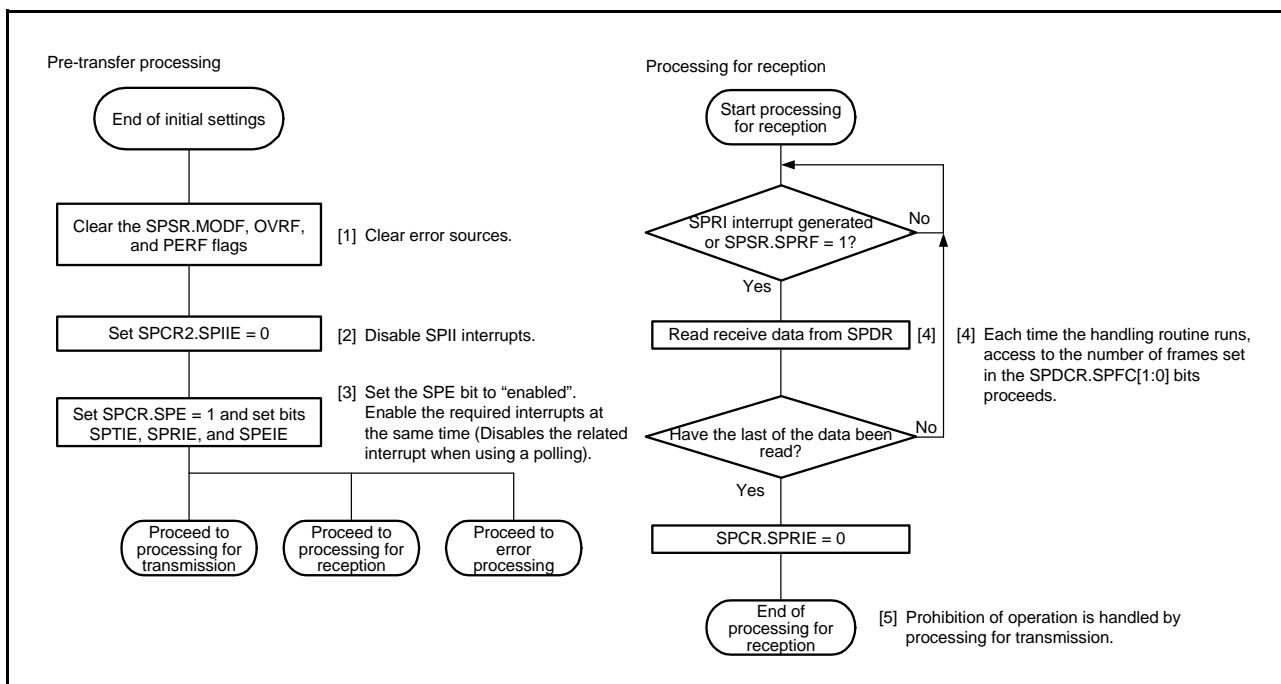 Pre-transfer processing
End of initial settings
Clear the SPSR.MODF, OVRF,
and PERF flags
[1] Clear error sources.
Set SPCR2.SPIIE = 0
[2] Disable SPII interrupts.
Set SPCR.SPE = 1 and set bits
SPTIE, SPRIE, and SPEIE
[3] Set the SPE bit to “enabled”.
Enable the required interrupts at
the same time (Disables the related
interrupt when using a polling).
Proceed to
processing for
transmission
Proceed to
processing for
reception
Proceed to
error
processing
Processing for reception
Start processing
for reception
SPRI interrupt generated
or SPSR.SPRF = 1?
No
Yes
Read receive data from SPDR
[4]
[4] Each time the handling routine runs,
access to the number of frames set
in the SPDCR.SPFC[1:0] bits
proceeds.
Have the last of the data been
read?
No
Yes
SPCR.SPRIE = 0
End of
processing for
reception
[5] Prohibition of operation is handled by
processing for transmission.